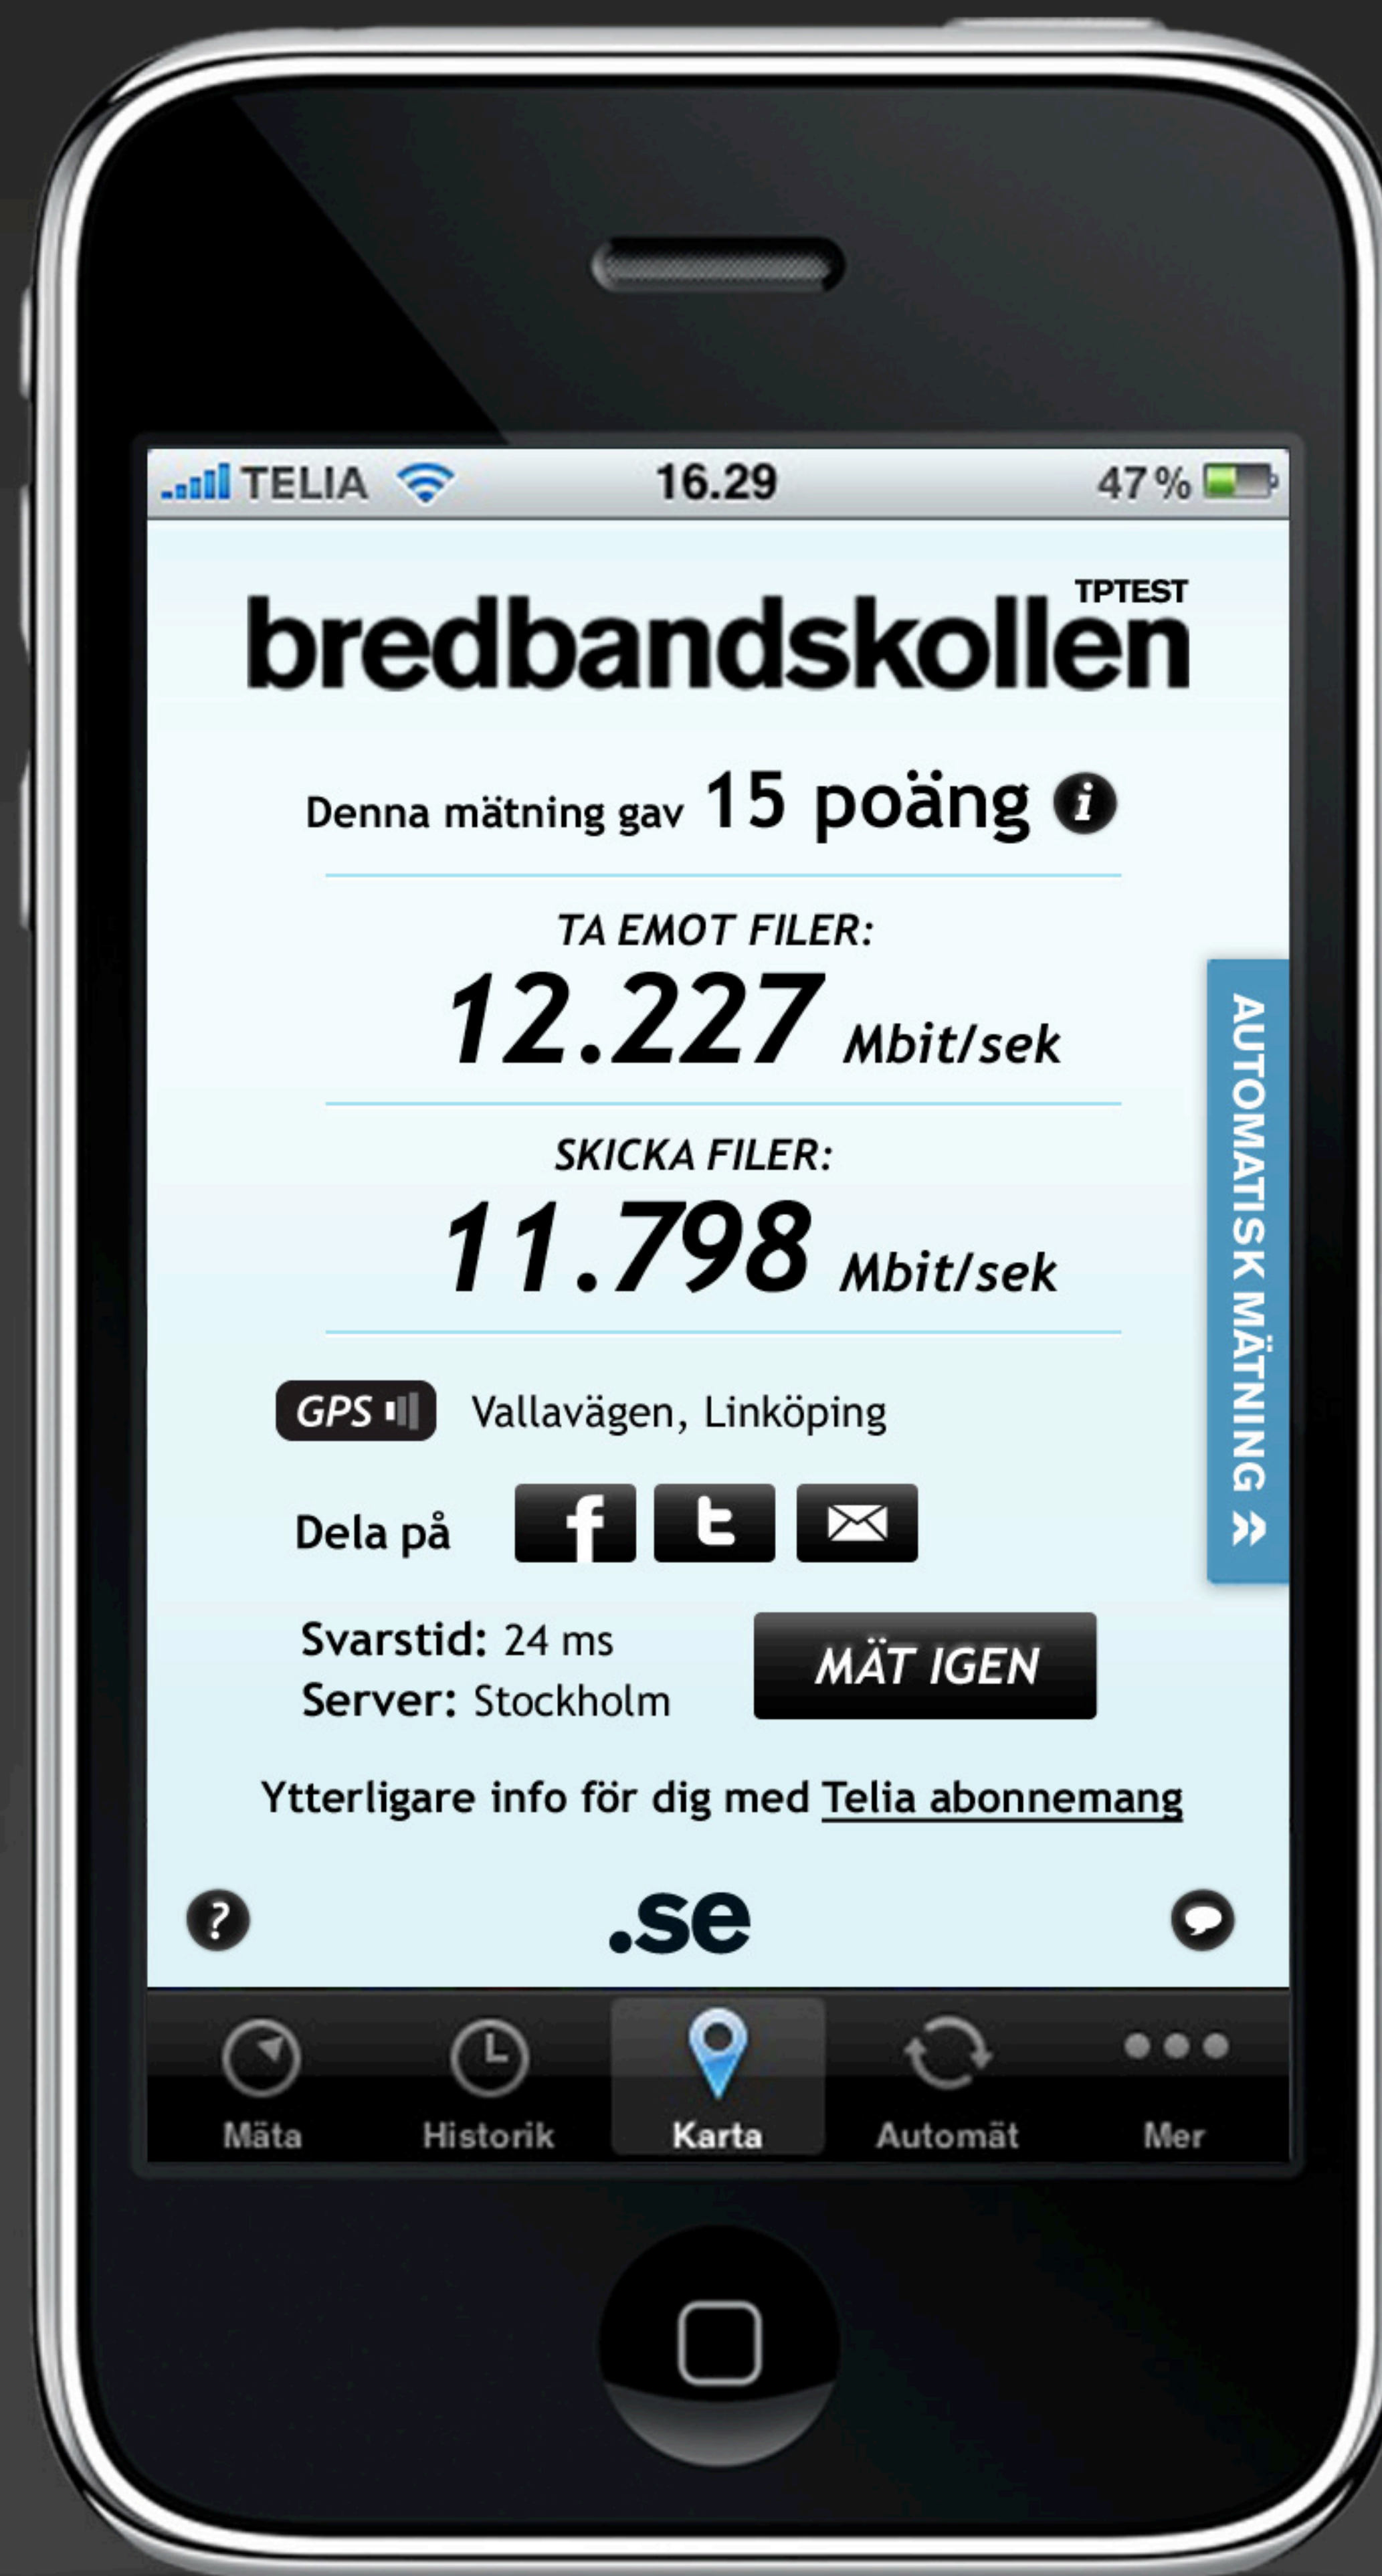 TELIA 16.29 47%
TPTEST
bredbandskollen
Denna mätning gav 15 poäng i
TA EMOT FILER:
12.227 Mbit/sek
SKICKA FILER:
11.798 Mbit/sek
AUTOMATISK MÄTNING
GPS Vallavägen, Linköping
Dela på f t
Svarstid: 24 ms
MÄT IGEN
Server: Stockholm
Ytterligare info för dig med Telia abonnemang
? .se
Mäta Historik Karta Automät Mer